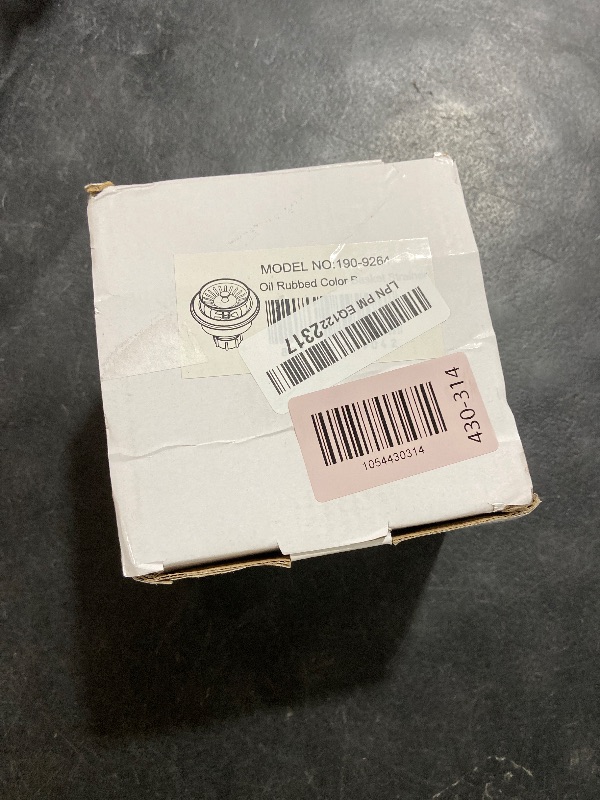 MODEL NO:190-9264
Oil Rubbed Color
LPN PM EQ1222317
430-314
1054430314